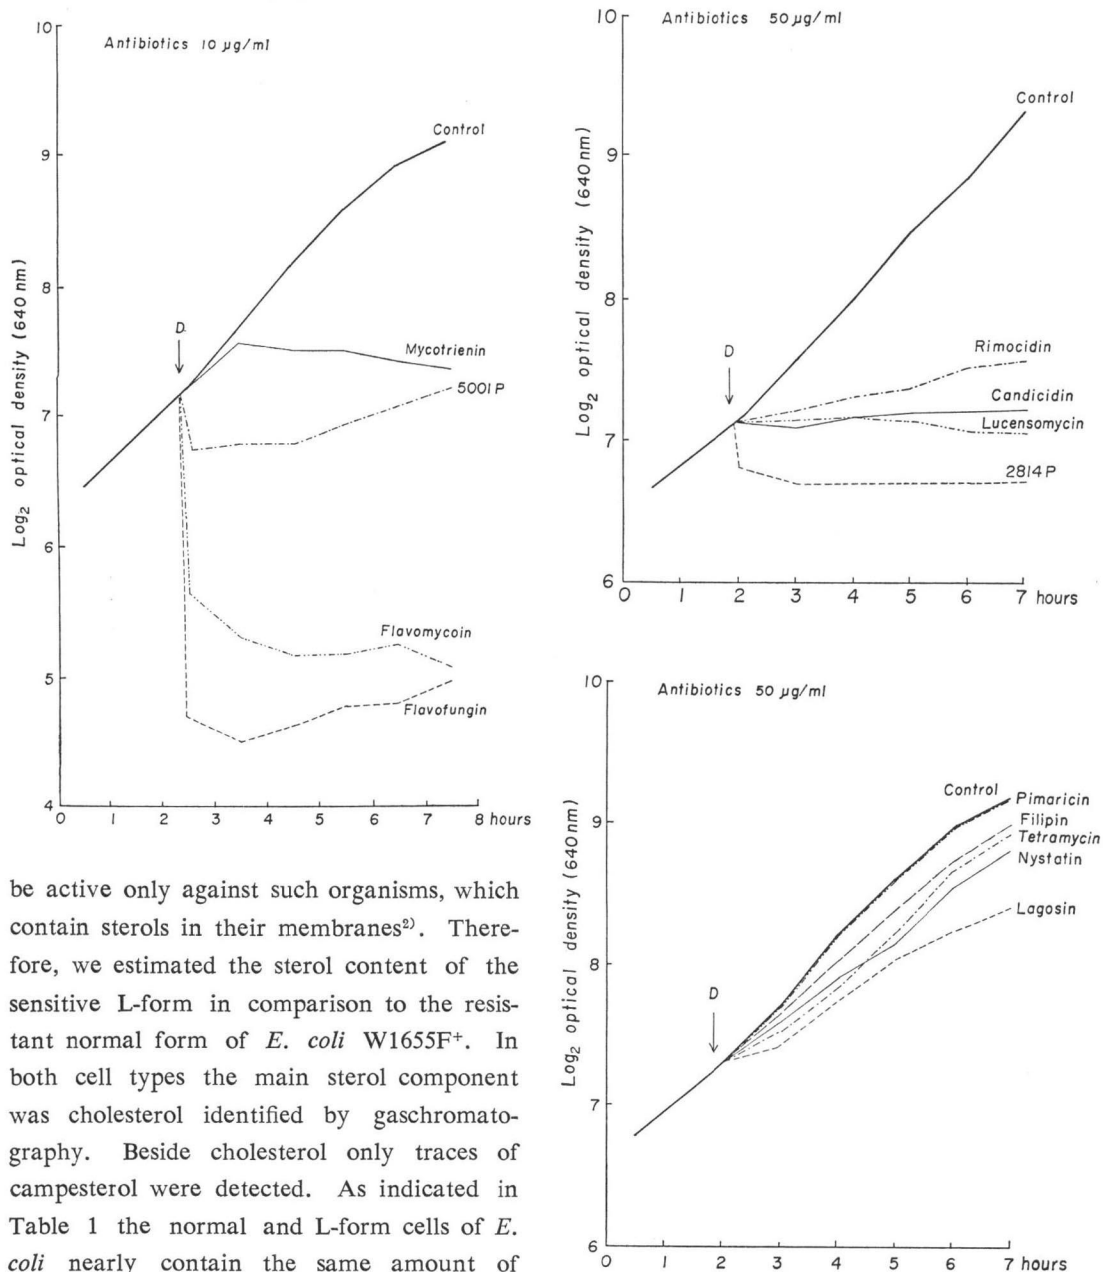 Antibiotics 10 µg/ml
Log₂ optical density (640 nm)
10
9
8
7
6
5
4
0 1 2 3 4 5 6 7 8 hours
D
Control
Mycotrienin
5001 P
Flavomycoin
Flavofungin
Antibiotics 50 µg/ml
Log₂ optical density (640 nm)
10
9
8
7
6
0 1 2 3 4 5 6 7 hours
D
Control
Rimocidin
Candicidin
Lucensomycin
2814 P
Antibiotics 50 µg/ml
Log₂ optical density (640 nm)
10
9
8
7
6
0 1 2 3 4 5 6 7 hours
D
Control
Pimaricin
Filipin
Tetramycin
Nystatin
Lagosin
be active only against such organisms, which
contain sterols in their membranes²⁾. There-
fore, we estimated the sterol content of the
sensitive L-form in comparison to the resis-
tant normal form of E. coli W1655F⁺. In
both cell types the main sterol component
was cholesterol identified by gaschromato-
graphy. Beside cholesterol only traces of
campesterol were detected. As indicated in
Table 1 the normal and L-form cells of E.
coli nearly contain the same amount of